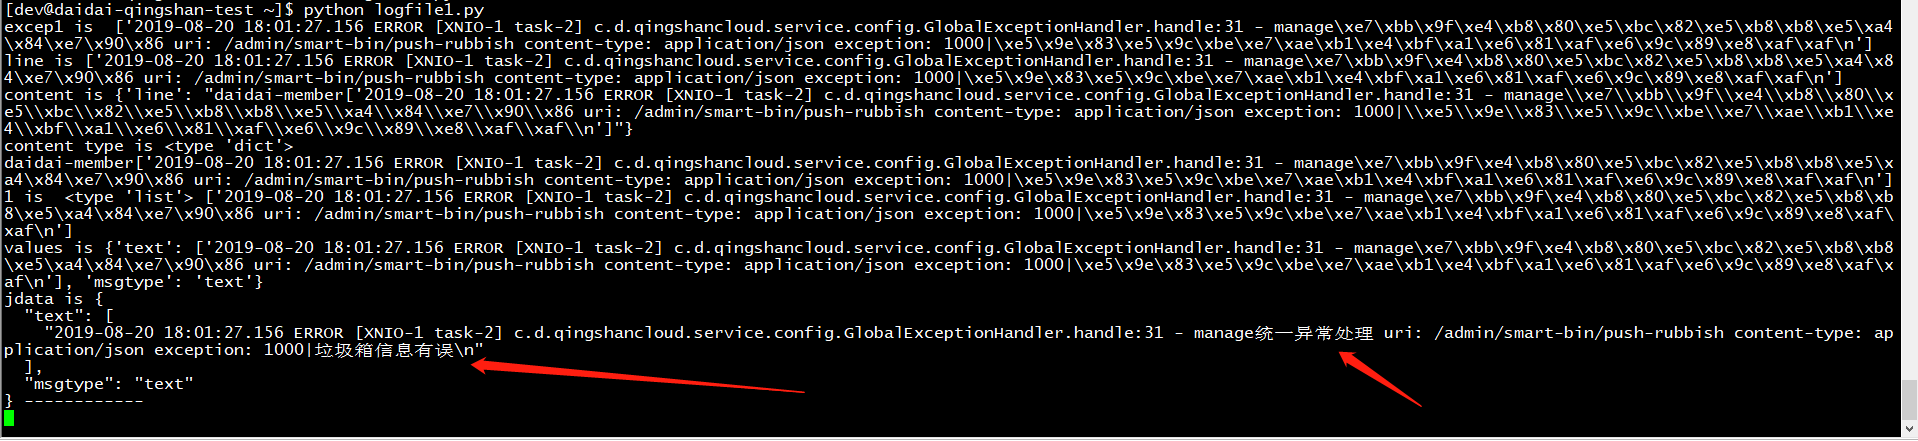 [dev@daidai-qingshan-test ~]$ python logfile1.py
excep1 is  ['2019-08-20 18:01:27.156 ERROR [XNIO-1 task-2] c.d.qingshancloud.service.config.GlobalExceptionHandler.handle:31 - manage\xe7\xbb\x9f\xe4\xb8\x80\xe5\xbc\x82\xe5\xb8\xb8\xe5\xa4
\x84\xe7\x90\x86 uri: /admin/smart-bin/push-rubbish content-type: application/json exception: 1000|\xe5\x9e\x83\xe5\x9c\xbe\xe7\xae\xb1\xe4\xbf\xa1\xe6\x81\xaf\xe6\x9c\x89\xe8\xaf\xaf\n']
line is ['2019-08-20 18:01:27.156 ERROR [XNIO-1 task-2] c.d.qingshancloud.service.config.GlobalExceptionHandler.handle:31 - manage\xe7\xbb\x9f\xe4\xb8\x80\xe5\xbc\x82\xe5\xb8\xb8\xe5\xa4\x8
4\xe7\x90\x86 uri: /admin/smart-bin/push-rubbish content-type: application/json exception: 1000|\xe5\x9e\x83\xe5\x9c\xbe\xe7\xae\xb1\xe4\xbf\xa1\xe6\x81\xaf\xe6\x9c\x89\xe8\xaf\xaf\n']
content is {'line': "daidai-member['2019-08-20 18:01:27.156 ERROR [XNIO-1 task-2] c.d.qingshancloud.service.config.GlobalExceptionHandler.handle:31 - manage\\xe7\\xbb\\x9f\\xe4\\xb8\\x80\\x
e5\\xbc\\x82\\xe5\\xb8\\xb8\\xe5\\xa4\\x84\\xe7\\x90\\x86 uri: /admin/smart-bin/push-rubbish content-type: application/json exception: 1000|\\xe5\\x9e\\x83\\xe5\\x9c\\xbe\\xe7\\xae\\xb1\\xe
4\\xbf\\xa1\\xe6\\x81\\xaf\\xe6\\x9c\\x89\\xe8\\xaf\\xaf\\n']"}
content type is <type 'dict'>
daidai-member['2019-08-20 18:01:27.156 ERROR [XNIO-1 task-2] c.d.qingshancloud.service.config.GlobalExceptionHandler.handle:31 - manage\xe7\xbb\x9f\xe4\xb8\x80\xe5\xbc\x82\xe5\xb8\xb8\xe5\x
a4\x84\xe7\x90\x86 uri: /admin/smart-bin/push-rubbish content-type: application/json exception: 1000|\xe5\x9e\x83\xe5\x9c\xbe\xe7\xae\xb1\xe4\xbf\xa1\xe6\x81\xaf\xe6\x9c\x89\xe8\xaf\xaf\n']
1 is  <type 'list'> ['2019-08-20 18:01:27.156 ERROR [XNIO-1 task-2] c.d.qingshancloud.service.config.GlobalExceptionHandler.handle:31 - manage\xe7\xbb\x9f\xe4\xb8\x80\xe5\xbc\x82\xe5\xb8\xb
8\xe5\xa4\x84\xe7\x90\x86 uri: /admin/smart-bin/push-rubbish content-type: application/json exception: 1000|\xe5\x9e\x83\xe5\x9c\xbe\xe7\xae\xb1\xe4\xbf\xa1\xe6\x81\xaf\xe6\x9c\x89\xe8\xaf\
xaf\n']
values is {'text': ['2019-08-20 18:01:27.156 ERROR [XNIO-1 task-2] c.d.qingshancloud.service.config.GlobalExceptionHandler.handle:31 - manage\xe7\xbb\x9f\xe4\xb8\x80\xe5\xbc\x82\xe5\xb8\xb8
\xe5\xa4\x84\xe7\x90\x86 uri: /admin/smart-bin/push-rubbish content-type: application/json exception: 1000|\xe5\x9e\x83\xe5\x9c\xbe\xe7\xae\xb1\xe4\xbf\xa1\xe6\x81\xaf\xe6\x9c\x89\xe8\xaf\x
af\n'], 'msgtype': 'text'}
jdata is {
  "text": [
    "2019-08-20 18:01:27.156 ERROR [XNIO-1 task-2] c.d.qingshancloud.service.config.GlobalExceptionHandler.handle:31 - manage统一异常处理 uri: /admin/smart-bin/push-rubbish content-type: ap
plication/json exception: 1000|垃圾箱信息有误\n"
  ],
  "msgtype": "text"
} ------------